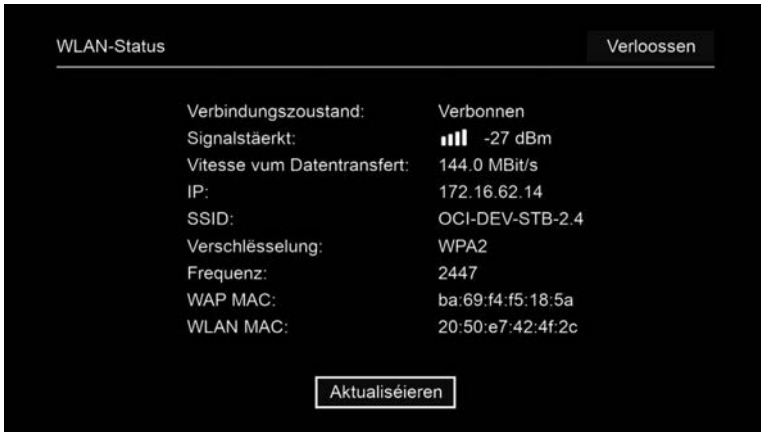 WLAN-Status Verloossen
Verbindungszoustand: Verbonnen
Signalstäerkt: -27 dBm
Vitesse vum Datentransfert: 144.0 MBit/s
IP: 172.16.62.14
SSID: OCI-DEV-STB-2.4
Verschlësselung: WPA2
Frequenz: 2447
WAP MAC: ba:69:f4:f5:18:5a
WLAN MAC: 20:50:e7:42:4f:2c
Aktualiséieren